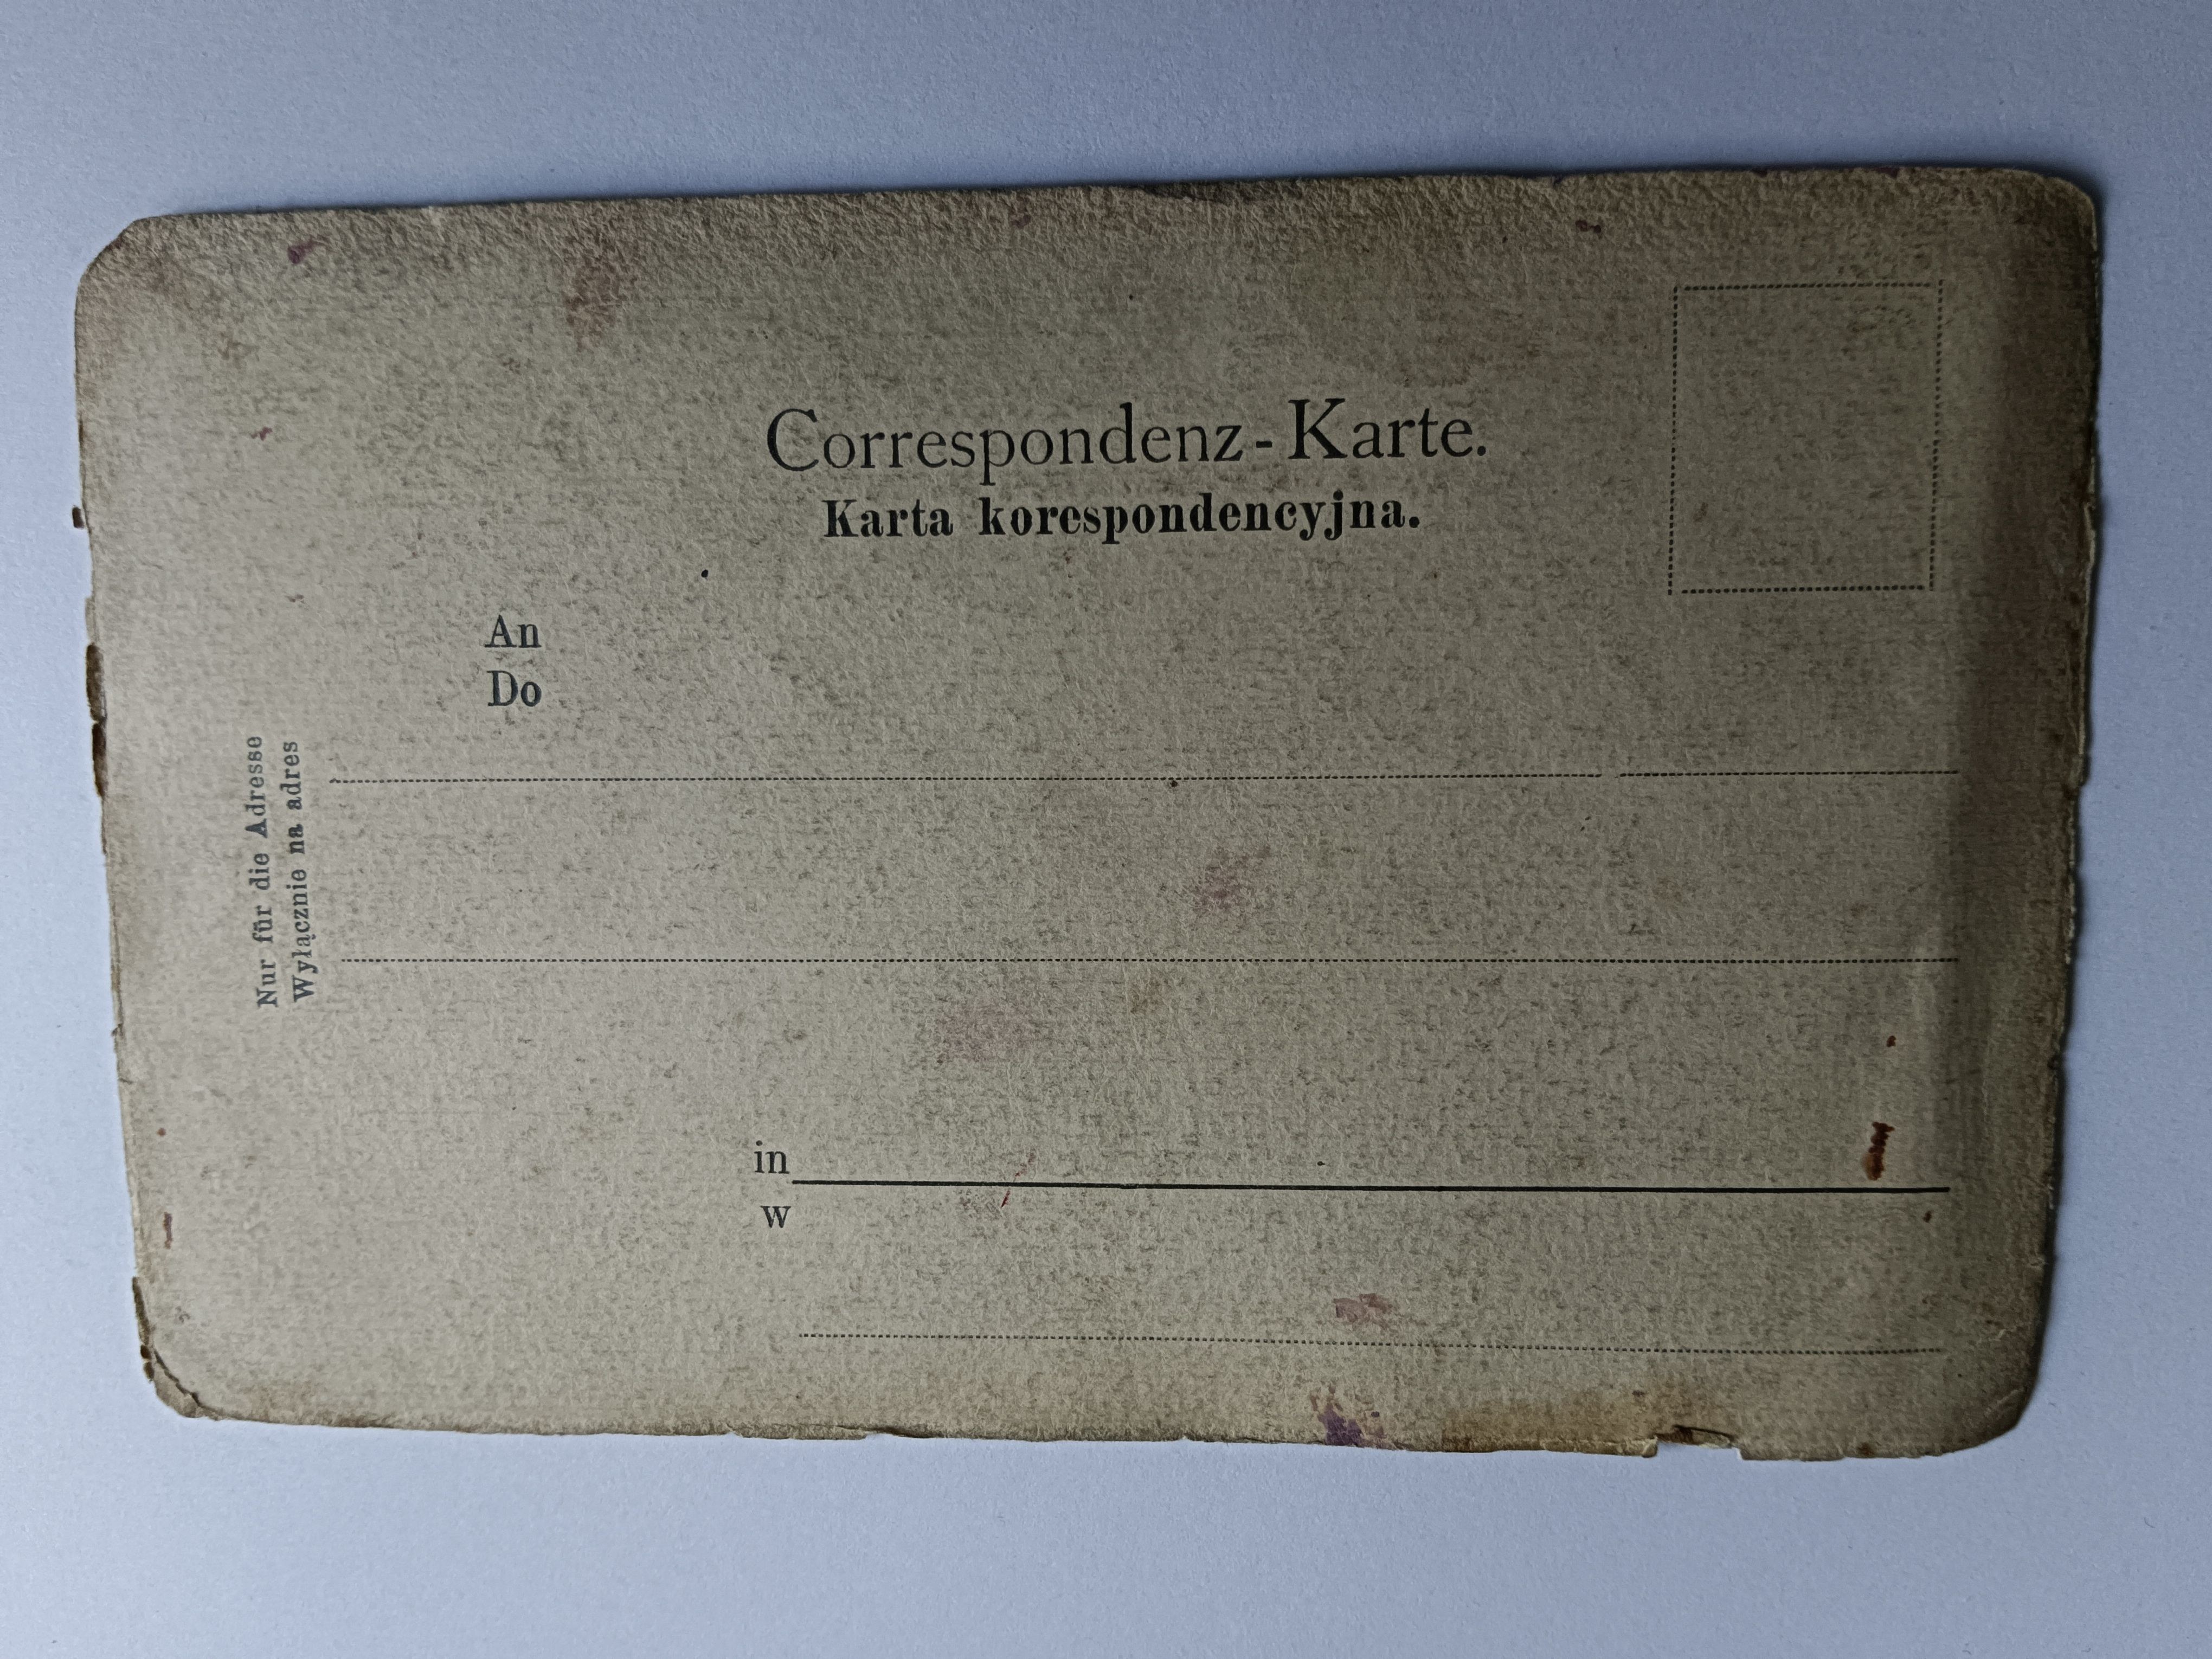 Correspondenz-Karte.
Karta korespondencyjna.
An
Do
Nur für die Adresse
Wyłącznie na adres
in
w